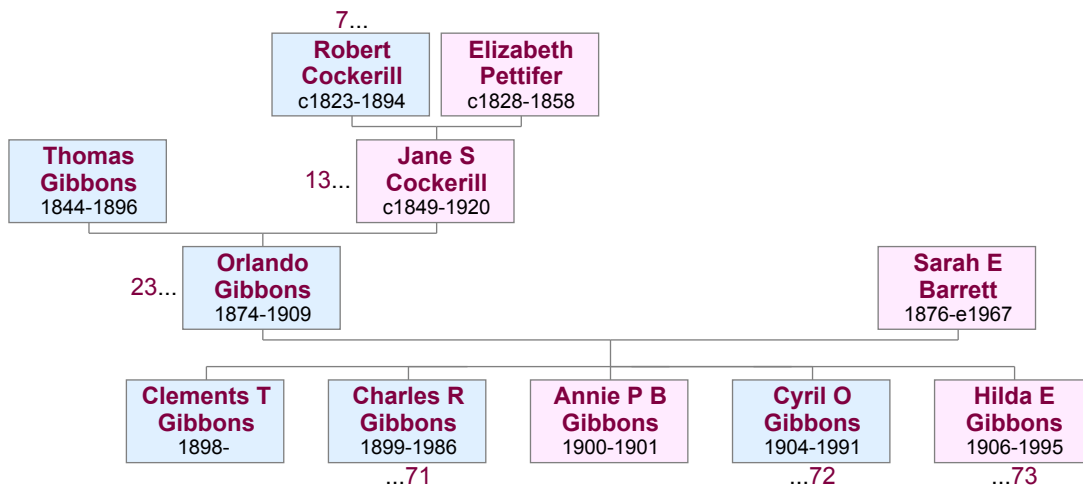 7...
Robert
Cockerill
c1823-1894
Elizabeth
Pettifer
c1828-1858
Thomas
Gibbons
1844-1896
13...
Jane S
Cockerill
c1849-1920
23...
Orlando
Gibbons
1874-1909
Sarah E
Barrett
1876-e1967
Clements T
Gibbons
1898-
Charles R
Gibbons
1899-1986
...71
Annie P B
Gibbons
1900-1901
Cyril O
Gibbons
1904-1991
...72
Hilda E
Gibbons
1906-1995
...73